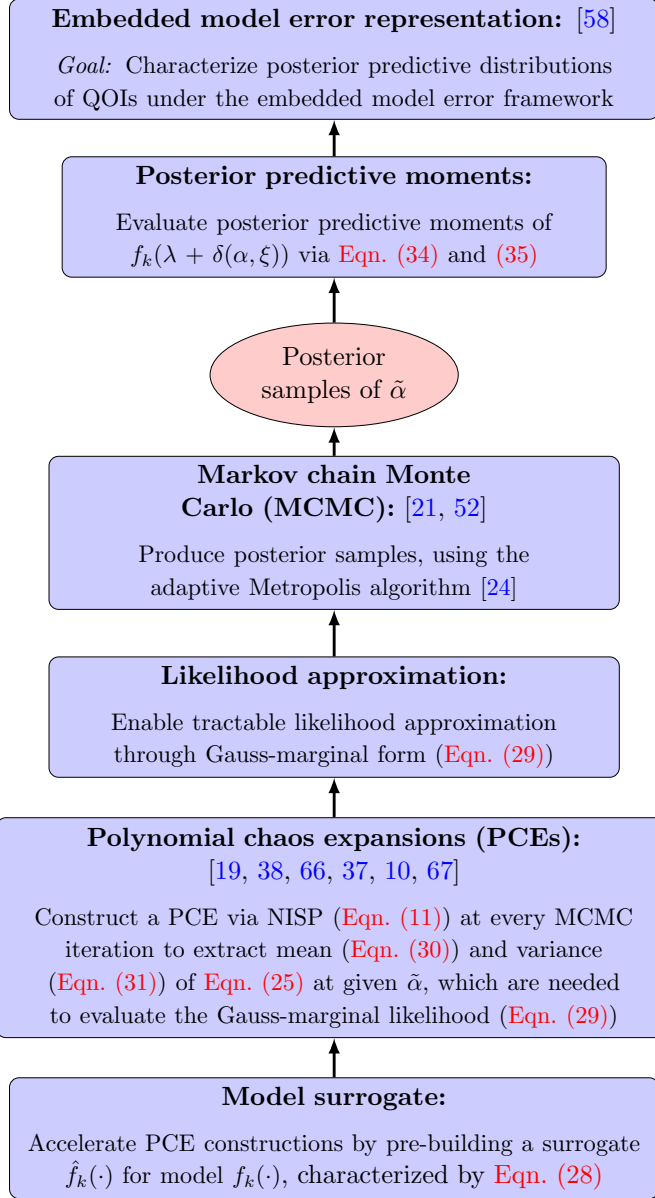 Embedded model error representation: [58]
Goal: Characterize posterior predictive distributions
of QOIs under the embedded model error framework
Posterior predictive moments:
Evaluate posterior predictive moments of
f_k(λ + δ(α, ξ)) via Eqn. (34) and (35)
Posterior
samples of α̃
Markov chain Monte
Carlo (MCMC): [21, 52]
Produce posterior samples, using the
adaptive Metropolis algorithm [24]
Likelihood approximation:
Enable tractable likelihood approximation
through Gauss-marginal form (Eqn. (29))
Polynomial chaos expansions (PCEs):
[19, 38, 66, 37, 10, 67]
Construct a PCE via NISP (Eqn. (11)) at every MCMC
iteration to extract mean (Eqn. (30)) and variance
(Eqn. (31)) of Eqn. (25) at given α̃, which are needed
to evaluate the Gauss-marginal likelihood (Eqn. (29))
Model surrogate:
Accelerate PCE constructions by pre-building a surrogate
f̂_k(·) for model f_k(·), characterized by Eqn. (28)